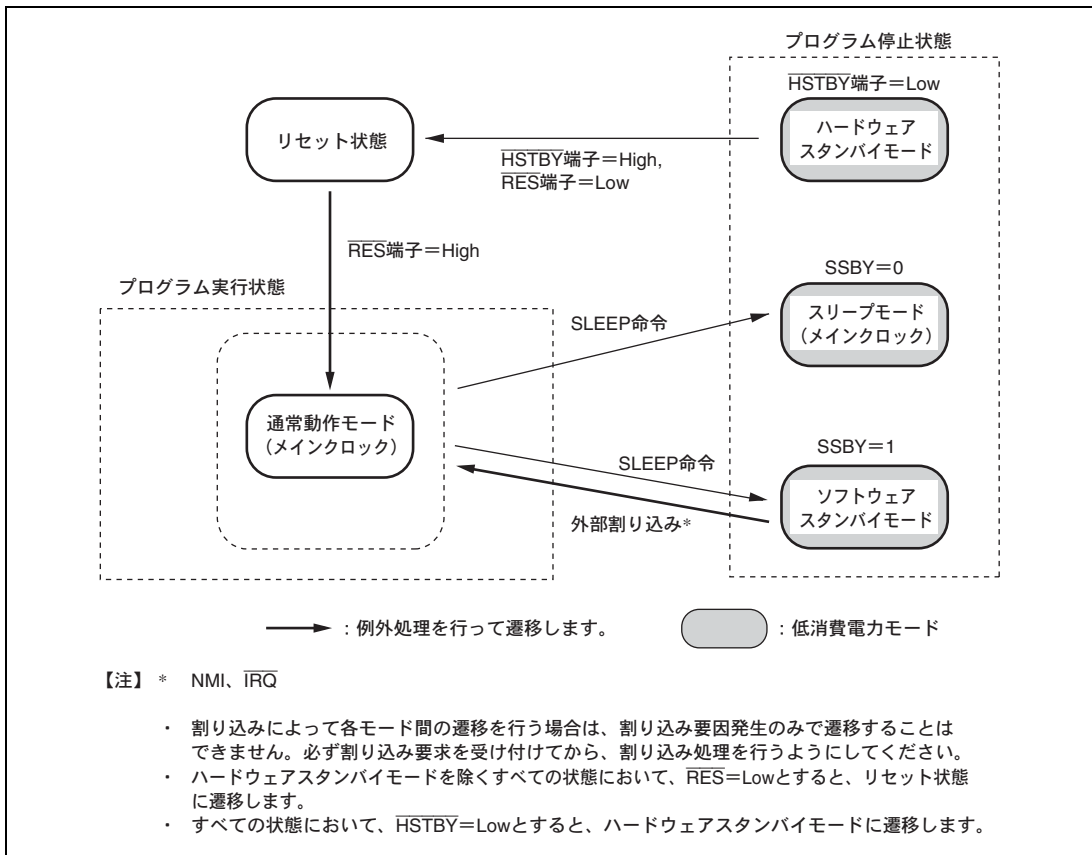 プログラム停止状態
HSTBY端子＝Low
ハードウェア
スタンバイモード
リセット状態
HSTBY端子＝High,
RES端子＝Low
RES端子＝High
プログラム実行状態
SSBY＝0
スリープモード
（メインクロック）
SLEEP命令
通常動作モード
（メインクロック）
SSBY＝1
SLEEP命令
ソフトウェア
スタンバイモード
外部割り込み*
：例外処理を行って遷移します。
：低消費電力モード
【注】 * NMI、IRQ
・ 割り込みによって各モード間の遷移を行う場合は、割り込み要因発生のみで遷移することは
できません。必ず割り込み要求を受け付けてから、割り込み処理を行うようにしてください。
・ ハードウェアスタンバイモードを除くすべての状態において、RES＝Lowとすると、リセット状態
に遷移します。
・ すべての状態において、HSTBY＝Lowとすると、ハードウェアスタンバイモードに遷移します。